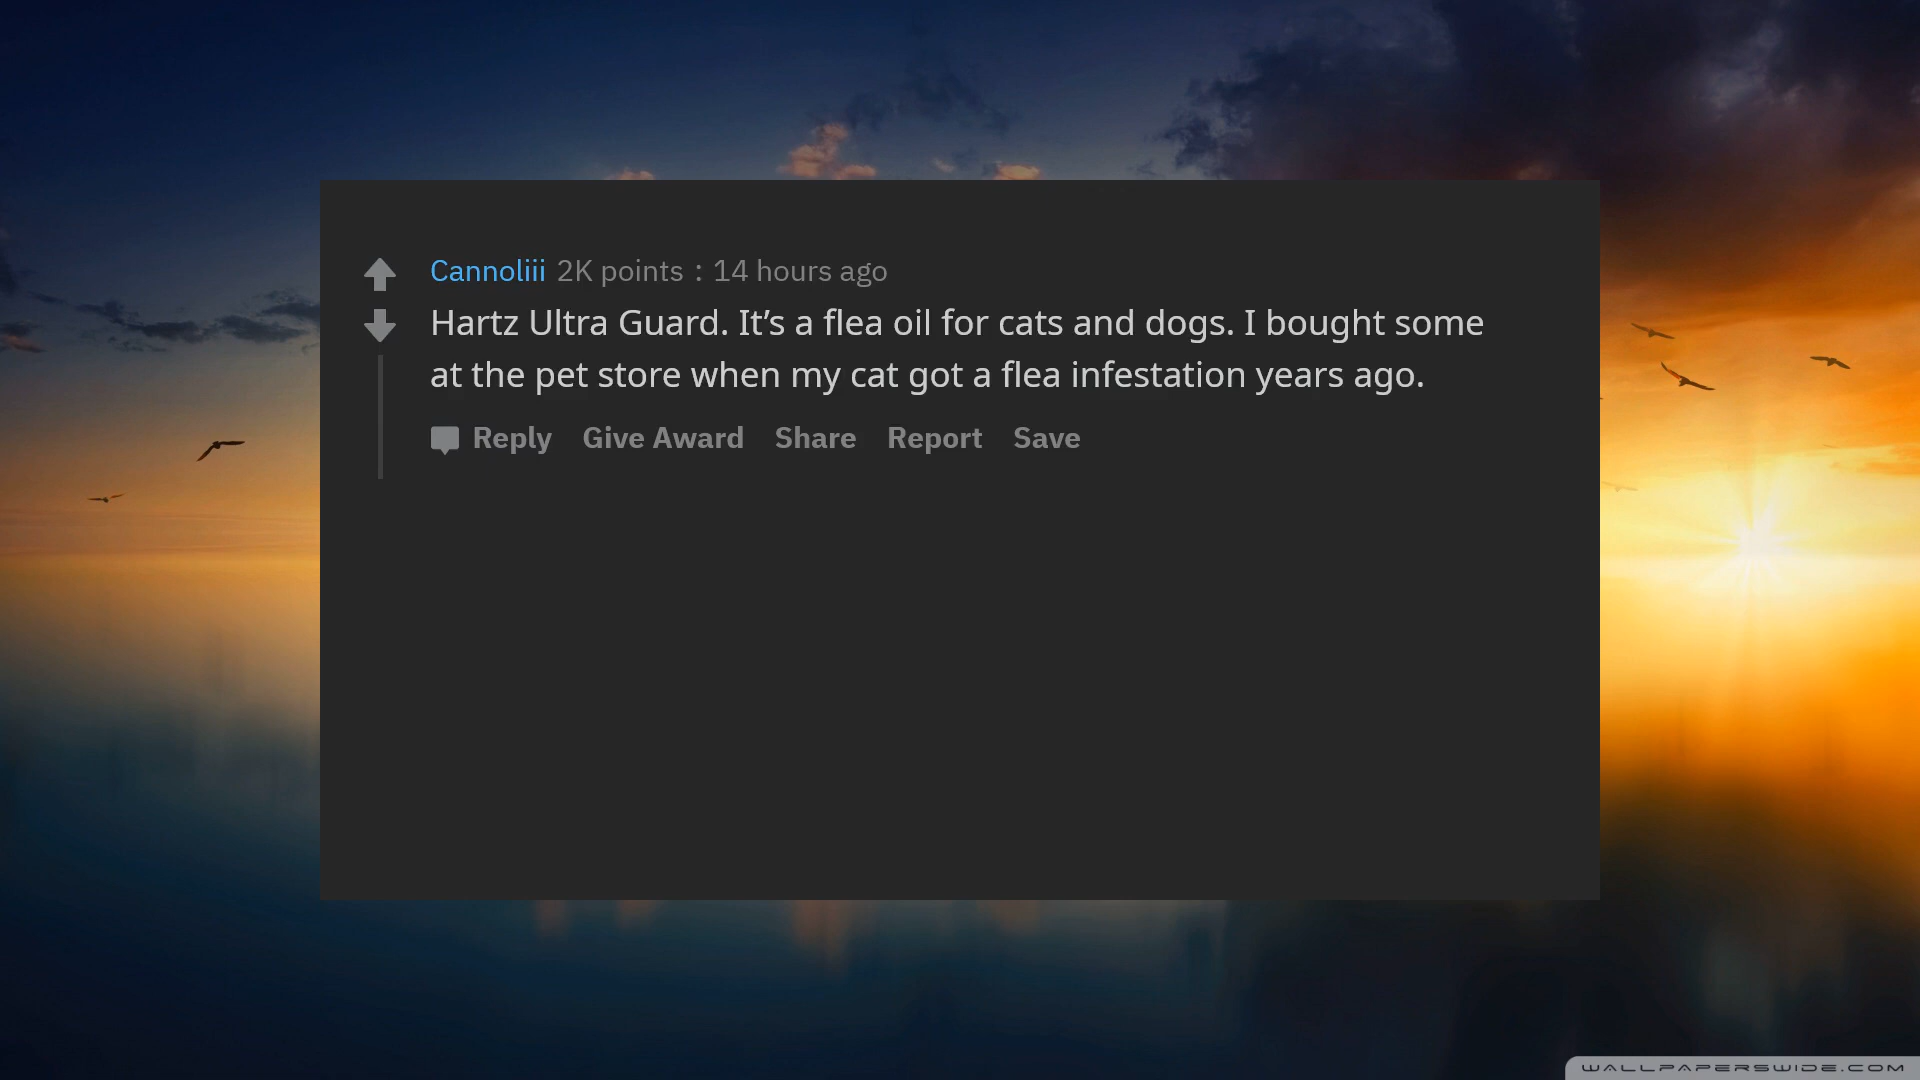 Cannoliii 2K points : 14 hours ago
Hartz Ultra Guard. It’s a flea oil for cats and dogs. I bought some
at the pet store when my cat got a flea infestation years ago.
Reply Give Award Share Report Save
WALLPAPERSWIDE.COM